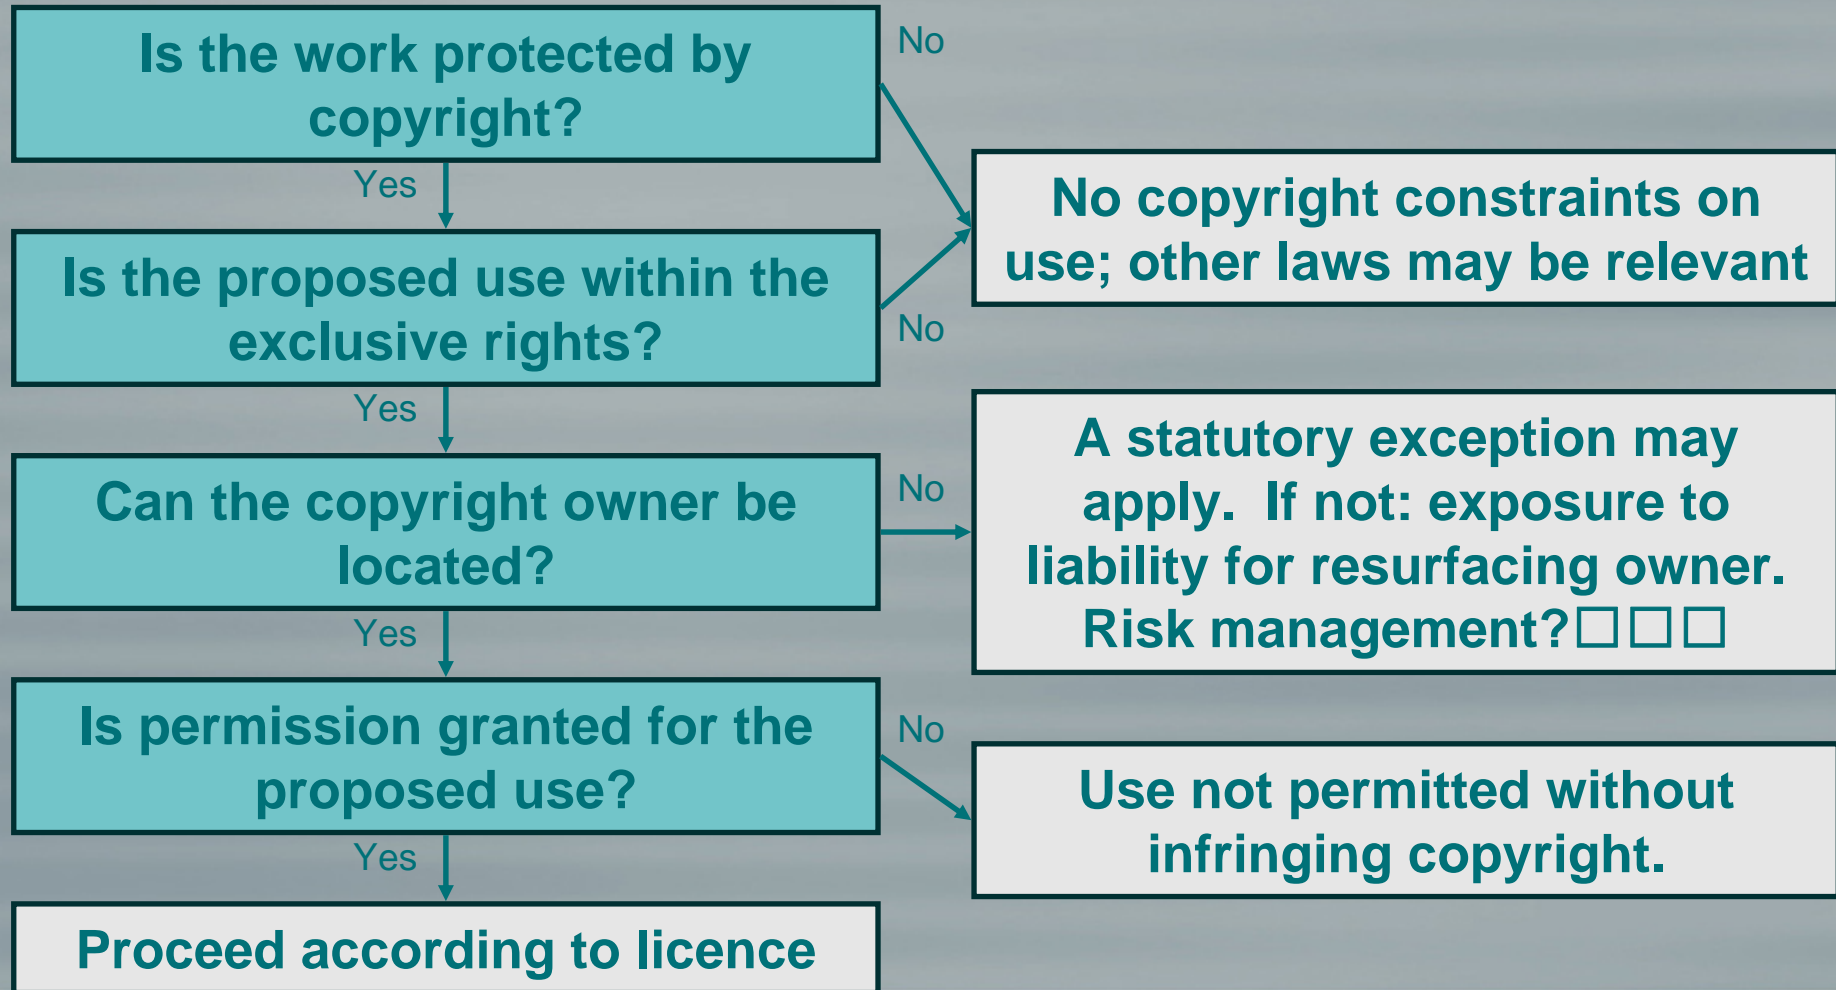 Is the work protected by
copyright?
No
Yes
No copyright constraints on
use; other laws may be relevant
Is the proposed use within the
exclusive rights?
No
Yes
Can the copyright owner be
located?
No
A statutory exception may
apply.  If not: exposure to
liability for resurfacing owner.
Risk management?□□□
Yes
Is permission granted for the
proposed use?
No
Use not permitted without
infringing copyright.
Yes
Proceed according to licence